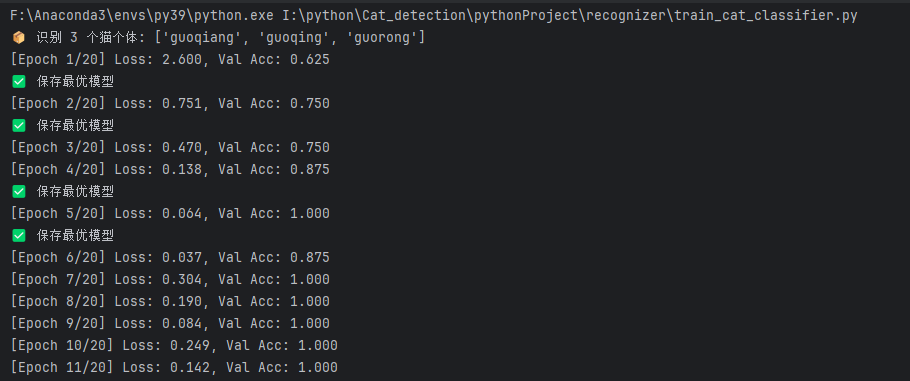 F:\Anaconda3\envs\py39\python.exe I:\python\Cat_detection\pythonProject\recognizer\train_cat_classifier.py
📦 识别 3 个猫个体: ['guoqiang', 'guoqing', 'guorong']
[Epoch 1/20] Loss: 2.600, Val Acc: 0.625
✅ 保存最优模型
[Epoch 2/20] Loss: 0.751, Val Acc: 0.750
✅ 保存最优模型
[Epoch 3/20] Loss: 0.470, Val Acc: 0.750
[Epoch 4/20] Loss: 0.138, Val Acc: 0.875
✅ 保存最优模型
[Epoch 5/20] Loss: 0.064, Val Acc: 1.000
✅ 保存最优模型
[Epoch 6/20] Loss: 0.037, Val Acc: 0.875
[Epoch 7/20] Loss: 0.304, Val Acc: 1.000
[Epoch 8/20] Loss: 0.190, Val Acc: 1.000
[Epoch 9/20] Loss: 0.084, Val Acc: 1.000
[Epoch 10/20] Loss: 0.249, Val Acc: 1.000
[Epoch 11/20] Loss: 0.142, Val Acc: 1.000